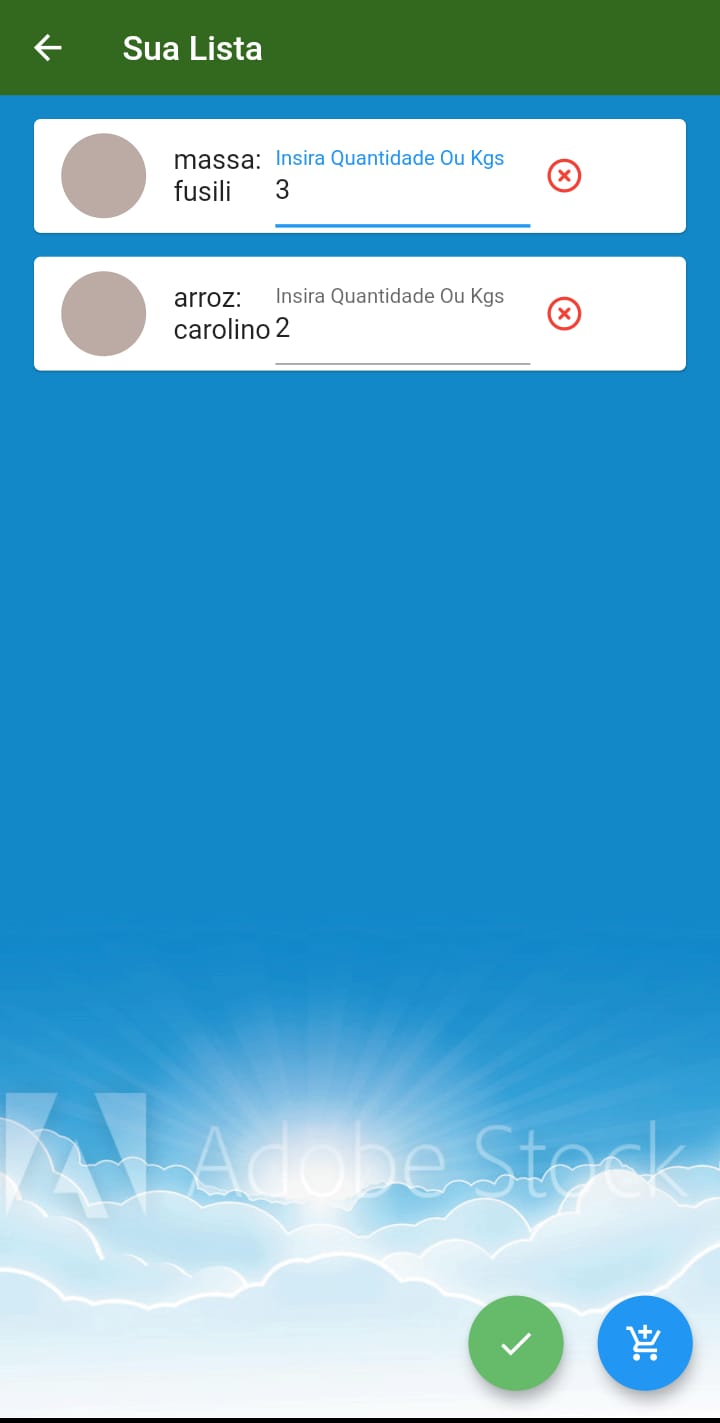 Sua Lista
massa:
fusili
Insira Quantidade Ou Kgs
3
arroz:
carolino
Insira Quantidade Ou Kgs
2
Adobe Stock